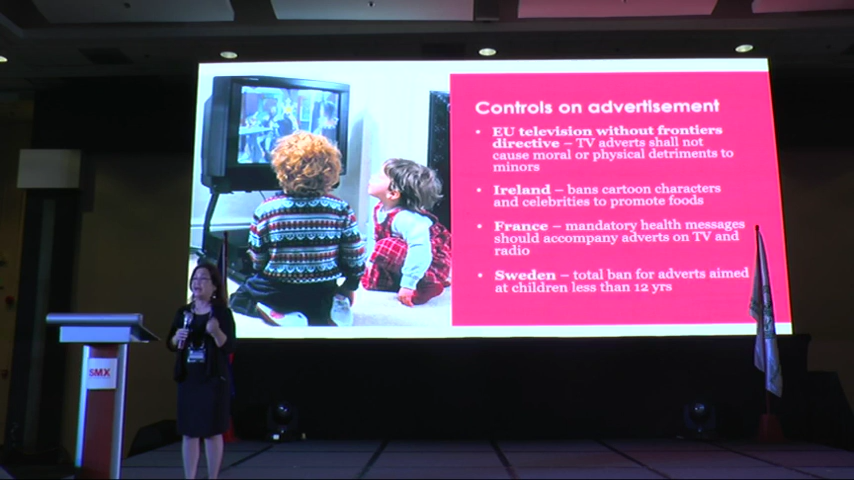 Controls on advertisement
• EU television without frontiers
directive – TV adverts shall not
cause moral or physical detriments to
minors
• Ireland – bans cartoon characters
and celebrities to promote foods
• France – mandatory health messages
should accompany adverts on TV and
radio
• Sweden – total ban for adverts aimed
at children less than 12 yrs
SMX